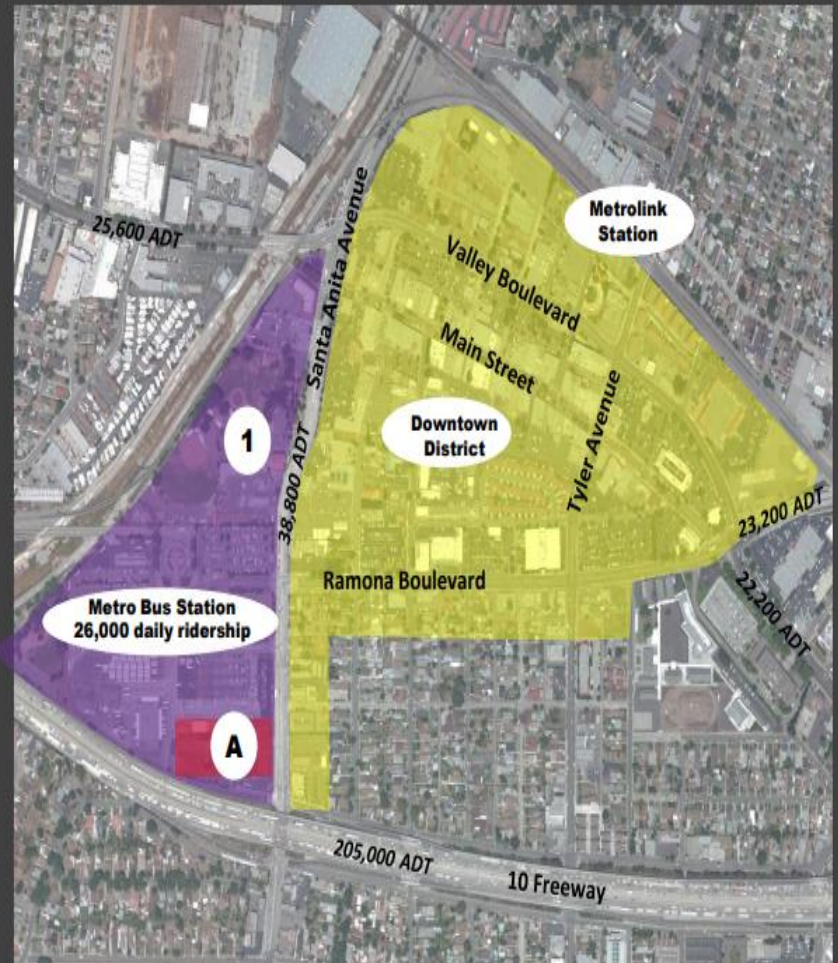 25,600 ADT
Santa Anita Avenue
Metrolink
Station
Valley Boulevard
Main Street
1
Downtown
District
Tyler Avenue
38,800 ADT
23,200 ADT
Ramona Boulevard
22,200 ADT
Metro Bus Station
26,000 daily ridership
A
205,000 ADT
10 Freeway